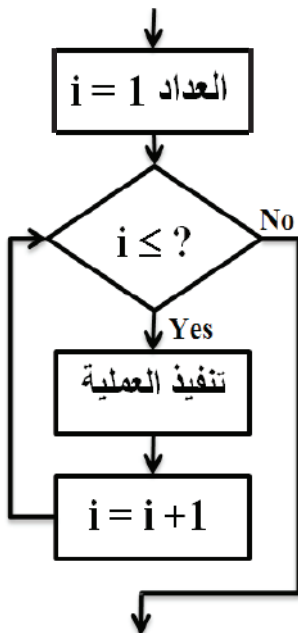 العداد i = 1
i ≤ ?
No
Yes
تنفيذ العملية
i = i +1